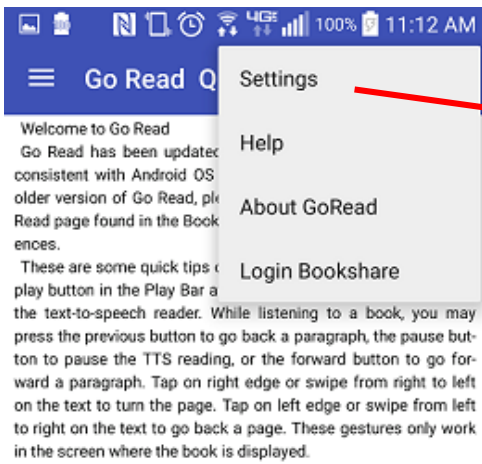 4GE 100% 11:12 AM
Go Read Q
Settings
Help
About GoRead
Login Bookshare
Welcome to Go Read
Go Read has been updated
consistent with Android OS
older version of Go Read,
Read page found in the Book
ences.
These are some quick tips
play button in the Play Bar
the text-to-speech reader. While listening to a book, you may
press the previous button to go back a paragraph, the pause but-
ton to pause the TTS reading, or the forward button to go for-
ward a paragraph. Tap on right edge or swipe from right to left
on the text to turn the page. Tap on left edge or swipe from left
to right on the text to go back a page. These gestures only work
in the screen where the book is displayed.